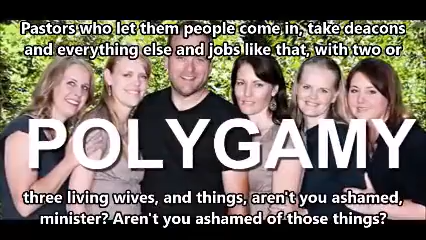 Pastors who let them people come in, take deacons
and everything else and jobs like that, with two or
POLYGAMY
three living wives, and things, aren't you ashamed,
minister? Aren't you ashamed of those things?